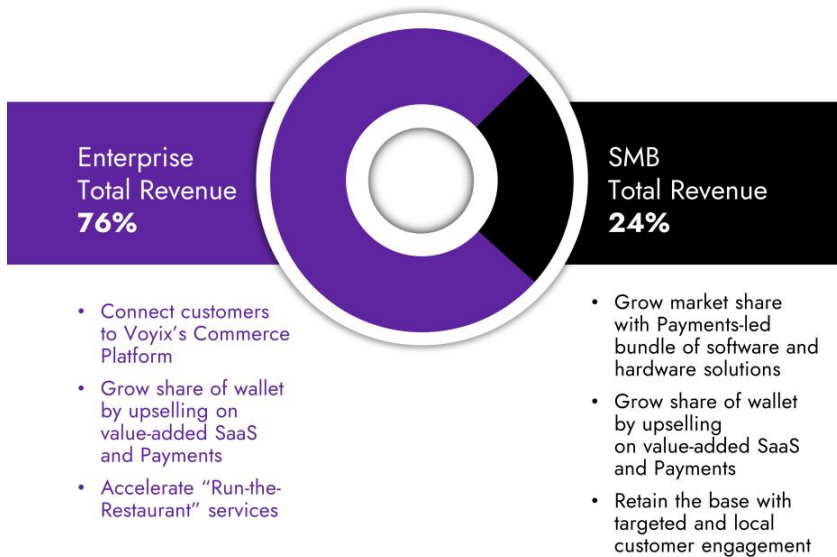 Enterprise
Total Revenue
76%
SMB
Total Revenue
24%
• Connect customers
to Voyix’s Commerce
Platform
• Grow share of wallet
by upselling on
value-added SaaS
and Payments
• Accelerate “Run-the-
Restaurant” services
• Grow market share
with Payments-led
bundle of software and
hardware solutions
• Grow share of wallet
by upselling
on value-added SaaS
and Payments
• Retain the base with
targeted and local
customer engagement